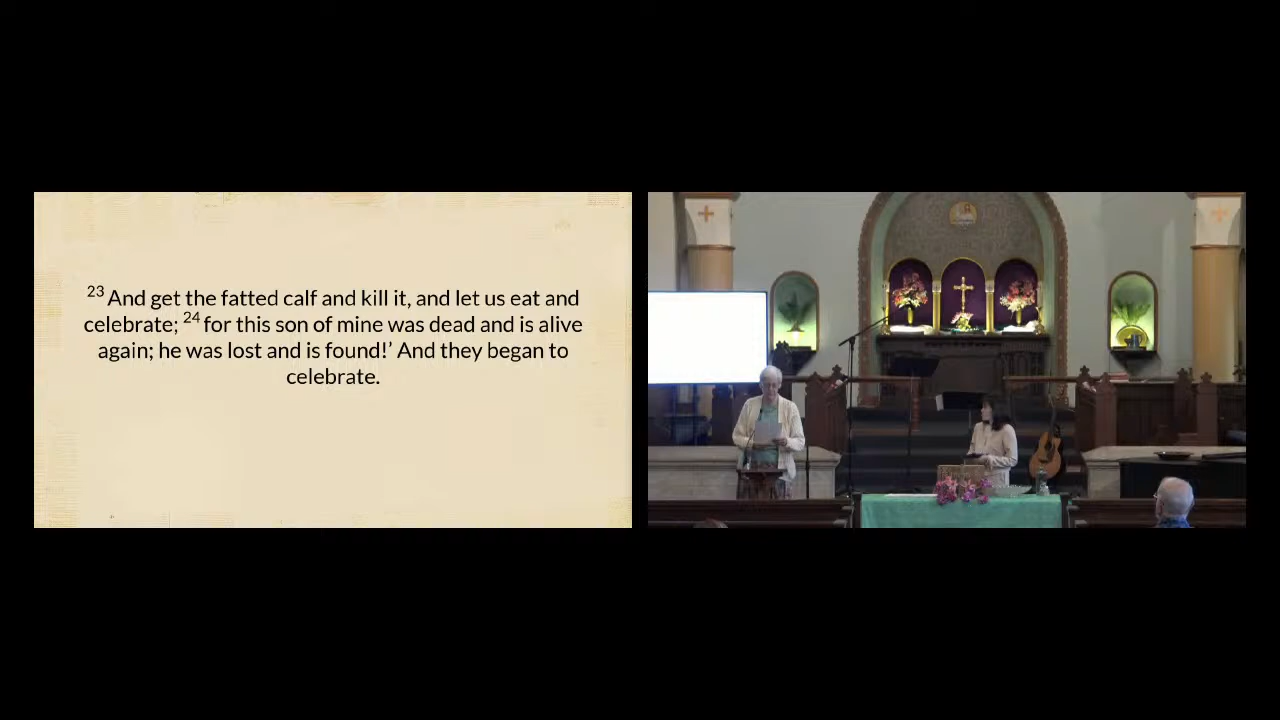 23 And get the fatted calf and kill it, and let us eat and
celebrate; 24 for this son of mine was dead and is alive
again; he was lost and is found!’ And they began to
celebrate.